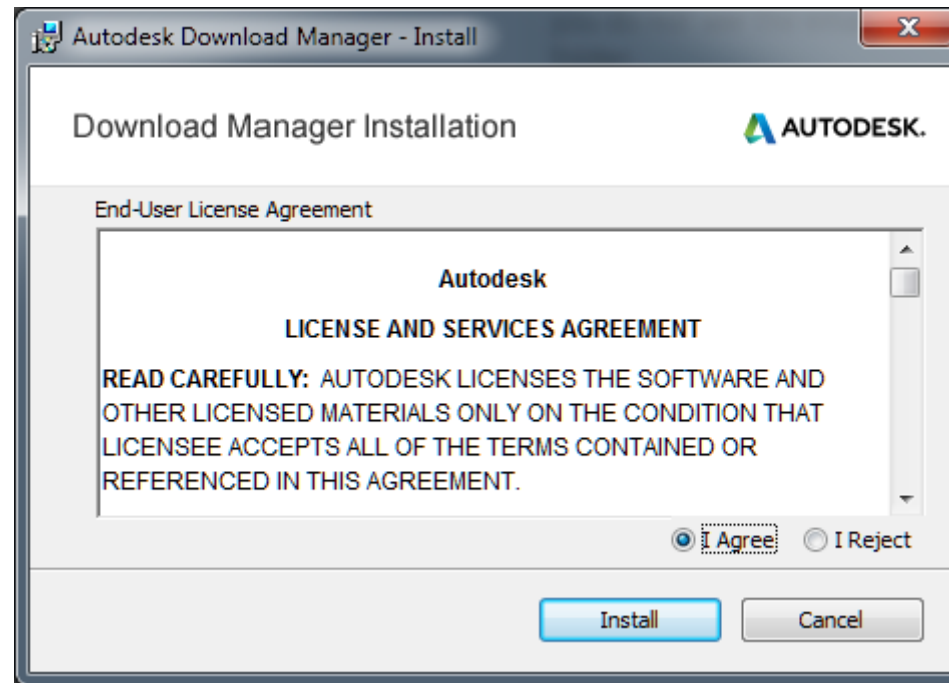 Autodesk Download Manager - Install
Download Manager Installation
AUTODESK.
End-User License Agreement
Autodesk
LICENSE AND SERVICES AGREEMENT
READ CAREFULLY: AUTODESK LICENSES THE SOFTWARE AND
OTHER LICENSED MATERIALS ONLY ON THE CONDITION THAT
LICENSEE ACCEPTS ALL OF THE TERMS CONTAINED OR
REFERENCED IN THIS AGREEMENT.
I Agree I Reject
Install Cancel